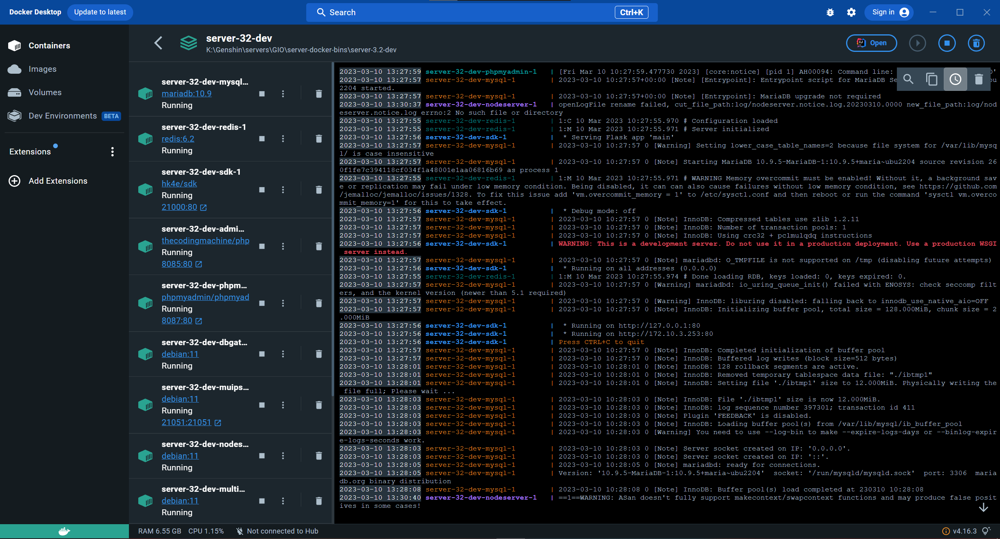 Docker Desktop
Update to latest
Search
Ctrl+K
Sign in
Containers
Images
Volumes
Dev Environments BETA
Extensions
Add Extensions
server-32-dev
K:\Genshin\servers\GIO\server-docker-bins\server-3.2-dev
Open
server-32-dev-mysql...
mariadb:10.9
Running
server-32-dev-redis-1
redis:6.2
Running
server-32-dev-sdk-1
hk4e/sdk
Running
21000:80
server-32-dev-admi...
thecodingmachine/php
Running
8085:80
server-32-dev-phpm...
phpmyadmin/phpmyad
Running
8087:80
server-32-dev-dbgat...
debian:11
Running
server-32-dev-muips...
debian:11
Running
21051:21051
server-32-dev-nodes...
debian:11
Running
server-32-dev-multi...
debian:11
Running
2023-03-10 13:27:59 server-32-dev-phpmyadmin-1 | [Fri Mar 10 10:27:59.477730 2023] [core:notice] [pid 1] AH00094: Command line:
2023-03-10 13:27:57 server-32-dev-mysql-1 | 2023-03-10 10:27:57+00:00 [Note] [Entrypoint]: Entrypoint script for MariaDB Se
2204 started.
2023-03-10 13:27:57 server-32-dev-mysql-1 | 2023-03-10 10:27:57+00:00 [Note] [Entrypoint]: MariaDB upgrade not required
2023-03-10 13:30:37 server-32-dev-nodeserver-1 | openLogFile rename failed, cut_file_path:log/nodeserver.notice.log.20230310.0000 new_file_path:log/nod
eserver.notice.log errno:2 No such file or directory
2023-03-10 13:27:55 server-32-dev-redis-1 | 1:C 10 Mar 2023 10:27:55.970 # Configuration loaded
2023-03-10 13:27:55 server-32-dev-redis-1 | 1:M 10 Mar 2023 10:27:55.971 # Server initialized
2023-03-10 13:27:56 server-32-dev-sdk-1 | * Serving Flask app 'main'
2023-03-10 13:27:57 server-32-dev-mysql-1 | 2023-03-10 10:27:57 0 [Warning] Setting lower_case_table_names=2 because file system for /var/lib/mysq
l/ is case insensitive
2023-03-10 13:27:57 server-32-dev-mysql-1 | 2023-03-10 10:27:57 0 [Note] Starting MariaDB 10.9.5-MariaDB-1:10.9.5+maria~ubu2204 source revision 26
0f1fe7c394118cf034f1a48001e1aa06816b69 as process 1
2023-03-10 13:27:55 server-32-dev-redis-1 | 1:M 10 Mar 2023 10:27:55.971 # WARNING Memory overcommit must be enabled! Without it, a background sav
e or replication may fail under low memory condition. Being disabled, it can can also cause failures without low memory condition, see https://github.com
/jemalloc/jemalloc/issues/1328. To fix this issue add 'vm.overcommit_memory = 1' to /etc/sysctl.conf and then reboot or run the command 'sysctl vm.overco
mmit_memory=1' for this to take effect.
2023-03-10 13:27:56 server-32-dev-sdk-1 | * Debug mode: off
2023-03-10 13:27:57 server-32-dev-mysql-1 | 2023-03-10 10:27:57 0 [Note] InnoDB: Compressed tables use zlib 1.2.11
2023-03-10 13:27:57 server-32-dev-mysql-1 | 2023-03-10 10:27:57 0 [Note] InnoDB: Number of transaction pools: 1
2023-03-10 13:27:57 server-32-dev-mysql-1 | 2023-03-10 10:27:57 0 [Note] InnoDB: Using crc32 + pclmulqdq instructions
2023-03-10 13:27:56 server-32-dev-sdk-1 | WARNING: This is a development server. Do not use it in a production deployment. Use a production WSGI
server instead.
2023-03-10 13:27:57 server-32-dev-mysql-1 | 2023-03-10 10:27:57 0 [Note] mariadbd: O_TMPFILE is not supported on /tmp (disabling future attempts)
2023-03-10 13:27:56 server-32-dev-sdk-1 | * Running on all addresses (0.0.0.0)
2023-03-10 13:27:55 server-32-dev-redis-1 | 1:M 10 Mar 2023 10:27:55.974 # Done loading RDB, keys loaded: 0, keys expired: 0.
2023-03-10 13:27:57 server-32-dev-mysql-1 | 2023-03-10 10:27:57 0 [Warning] mariadbd: io_uring_queue_init() failed with ENOSYS: check seccomp filt
ers, and the kernel version (newer than 5.1 required)
2023-03-10 13:27:57 server-32-dev-mysql-1 | 2023-03-10 10:27:57 0 [Warning] InnoDB: liburing disabled: falling back to innodb_use_native_aio=OFF
2023-03-10 13:27:57 server-32-dev-mysql-1 | 2023-03-10 10:27:57 0 [Note] InnoDB: Initializing buffer pool, total size = 128.000MiB, chunk size = 2
.000MiB
2023-03-10 13:27:56 server-32-dev-sdk-1 | * Running on http://127.0.0.1:80
2023-03-10 13:27:56 server-32-dev-sdk-1 | * Running on http://172.10.3.253:80
2023-03-10 13:27:56 server-32-dev-sdk-1 | Press CTRL+C to quit
2023-03-10 13:27:57 server-32-dev-mysql-1 | 2023-03-10 10:27:57 0 [Note] InnoDB: Completed initialization of buffer pool
2023-03-10 13:27:57 server-32-dev-mysql-1 | 2023-03-10 10:27:57 0 [Note] InnoDB: Buffered log writes (block size=512 bytes)
2023-03-10 13:28:01 server-32-dev-mysql-1 | 2023-03-10 10:28:01 0 [Note] InnoDB: 128 rollback segments are active.
2023-03-10 13:28:01 server-32-dev-mysql-1 | 2023-03-10 10:28:01 0 [Note] InnoDB: Removed temporary tablespace data file: "./ibtmp1"
2023-03-10 13:28:01 server-32-dev-mysql-1 | 2023-03-10 10:28:01 0 [Note] InnoDB: Setting file './ibtmp1' size to 12.000MiB. Physically writing the
file full; Please wait ...
2023-03-10 13:28:03 server-32-dev-mysql-1 | 2023-03-10 10:28:03 0 [Note] InnoDB: File './ibtmp1' size is now 12.000MiB.
2023-03-10 13:28:03 server-32-dev-mysql-1 | 2023-03-10 10:28:03 0 [Note] InnoDB: log sequence number 397301; transaction id 411
2023-03-10 13:28:03 server-32-dev-mysql-1 | 2023-03-10 10:28:03 0 [Note] Plugin 'FEEDBACK' is disabled.
2023-03-10 13:28:03 server-32-dev-mysql-1 | 2023-03-10 10:28:03 0 [Note] InnoDB: Loading buffer pool(s) from /var/lib/mysql/ib_buffer_pool
2023-03-10 13:28:03 server-32-dev-mysql-1 | 2023-03-10 10:28:03 0 [Warning] You need to use --log-bin to make --expire-logs-days or --binlog-expir
e-logs-seconds work.
2023-03-10 13:28:03 server-32-dev-mysql-1 | 2023-03-10 10:28:03 0 [Note] Server socket created on IP: '0.0.0.0'.
2023-03-10 13:28:03 server-32-dev-mysql-1 | 2023-03-10 10:28:03 0 [Note] Server socket created on IP: '::'.
2023-03-10 13:28:05 server-32-dev-mysql-1 | 2023-03-10 10:28:05 0 [Note] mariadbd: ready for connections.
2023-03-10 13:28:05 server-32-dev-mysql-1 | Version: '10.9.5-MariaDB-1:10.9.5+maria~ubu2204' socket: '/run/mysqld/mysqld.sock' port: 3306 maria
db.org binary distribution
2023-03-10 13:28:08 server-32-dev-mysql-1 | 2023-03-10 10:28:08 0 [Note] InnoDB: Buffer pool(s) load completed at 230310 10:28:08
2023-03-10 13:30:40 server-32-dev-nodeserver-1 | ==1==WARNING: ASan doesn't fully support makecontext/swapcontext functions and may produce false posit
ives in some cases!
RAM 6.55 GB CPU 1.15% Not connected to Hub
v4.16.3